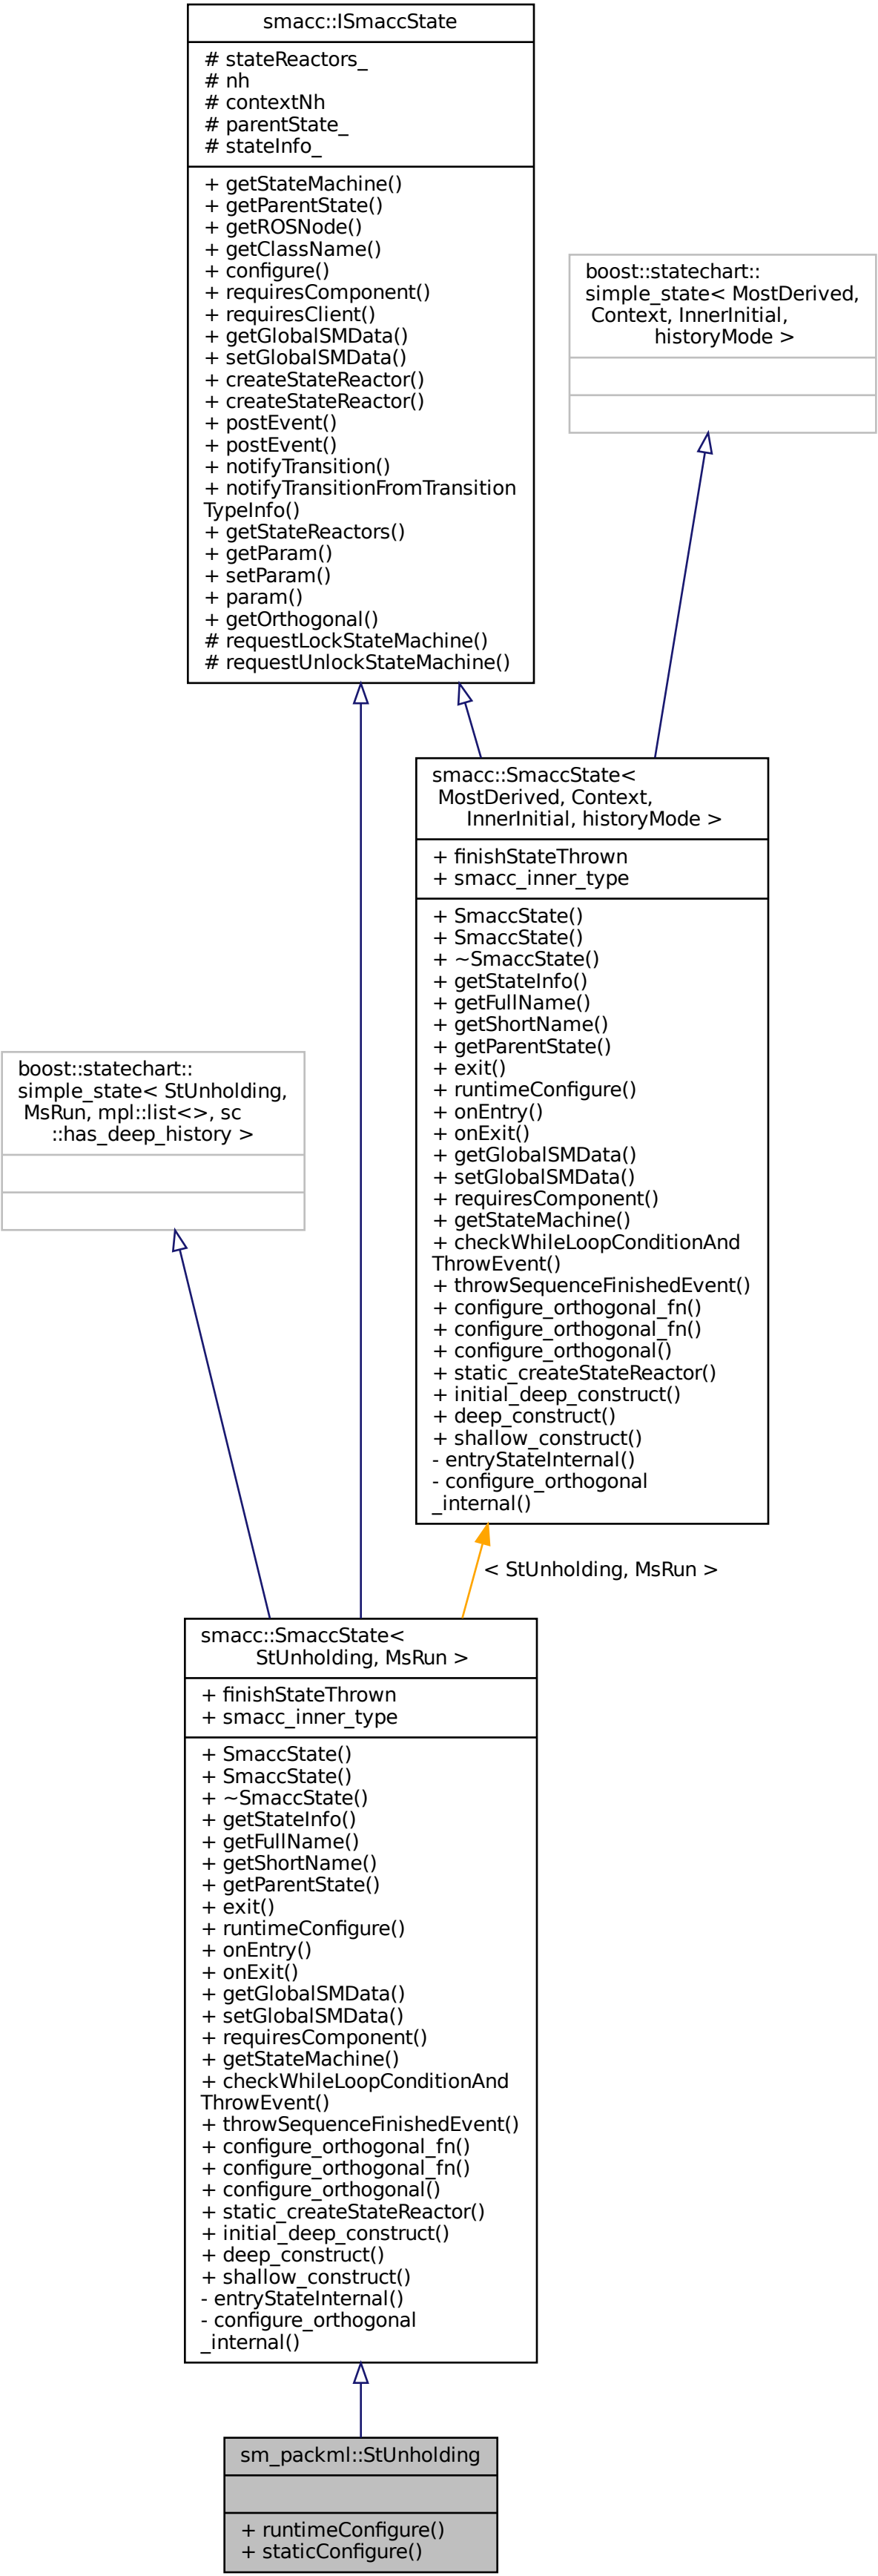 smacc::ISmaccState
# stateReactors_
# nh
# contextNh
# parentState_
# stateInfo_
+ getStateMachine()
+ getParentState()
+ getROSNode()
+ getClassName()
+ configure()
+ requiresComponent()
+ requiresClient()
+ getGlobalSMData()
+ setGlobalSMData()
+ createStateReactor()
+ createStateReactor()
+ postEvent()
+ postEvent()
+ notifyTransition()
+ notifyTransitionFromTransition
TypeInfo()
+ getStateReactors()
+ getParam()
+ setParam()
+ param()
+ getOrthogonal()
# requestLockStateMachine()
# requestUnlockStateMachine()
boost::statechart::
simple_state< MostDerived,
Context, InnerInitial,
historyMode >
smacc::SmaccState<
MostDerived, Context,
InnerInitial, historyMode >
+ finishStateThrown
+ smacc_inner_type
+ SmaccState()
+ SmaccState()
+ ~SmaccState()
+ getStateInfo()
+ getFullName()
+ getShortName()
+ getParentState()
+ exit()
+ runtimeConfigure()
+ onEntry()
+ onExit()
+ getGlobalSMData()
+ setGlobalSMData()
+ requiresComponent()
+ getStateMachine()
+ checkWhileLoopConditionAnd
ThrowEvent()
+ throwSequenceFinishedEvent()
+ configure_orthogonal_fn()
+ configure_orthogonal_fn()
+ configure_orthogonal()
+ static_createStateReactor()
+ initial_deep_construct()
+ deep_construct()
+ shallow_construct()
- entryStateInternal()
- configure_orthogonal
_internal()
boost::statechart::
simple_state< StUnholding,
MsRun, mpl::list<>, sc
::has_deep_history >
< StUnholding, MsRun >
smacc::SmaccState<
StUnholding, MsRun >
+ finishStateThrown
+ smacc_inner_type
+ SmaccState()
+ SmaccState()
+ ~SmaccState()
+ getStateInfo()
+ getFullName()
+ getShortName()
+ getParentState()
+ exit()
+ runtimeConfigure()
+ onEntry()
+ onExit()
+ getGlobalSMData()
+ setGlobalSMData()
+ requiresComponent()
+ getStateMachine()
+ checkWhileLoopConditionAnd
ThrowEvent()
+ throwSequenceFinishedEvent()
+ configure_orthogonal_fn()
+ configure_orthogonal_fn()
+ configure_orthogonal()
+ static_createStateReactor()
+ initial_deep_construct()
+ deep_construct()
+ shallow_construct()
- entryStateInternal()
- configure_orthogonal
_internal()
sm_packml::StUnholding
+ runtimeConfigure()
+ staticConfigure()